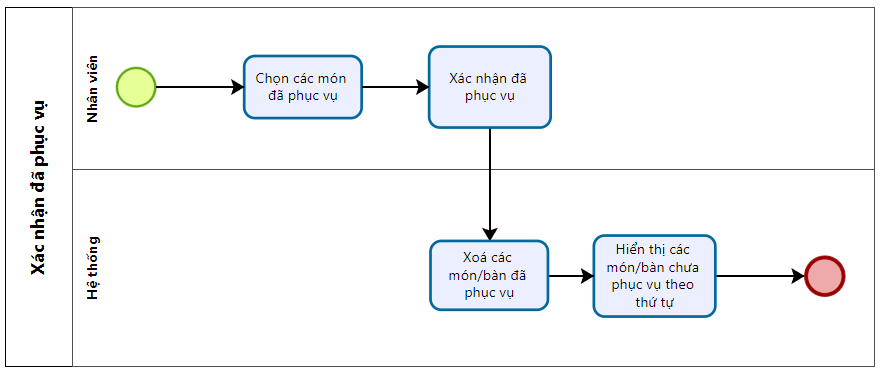 Xác nhận đã phục vụ
Nhân viên
Chọn các món
đã phục vụ
Xác nhận đã
phục vụ
Hệ thống
Xoá các
món/bàn đã
phục vụ
Hiển thị các
món/bàn chưa
phục vụ theo
thứ tự